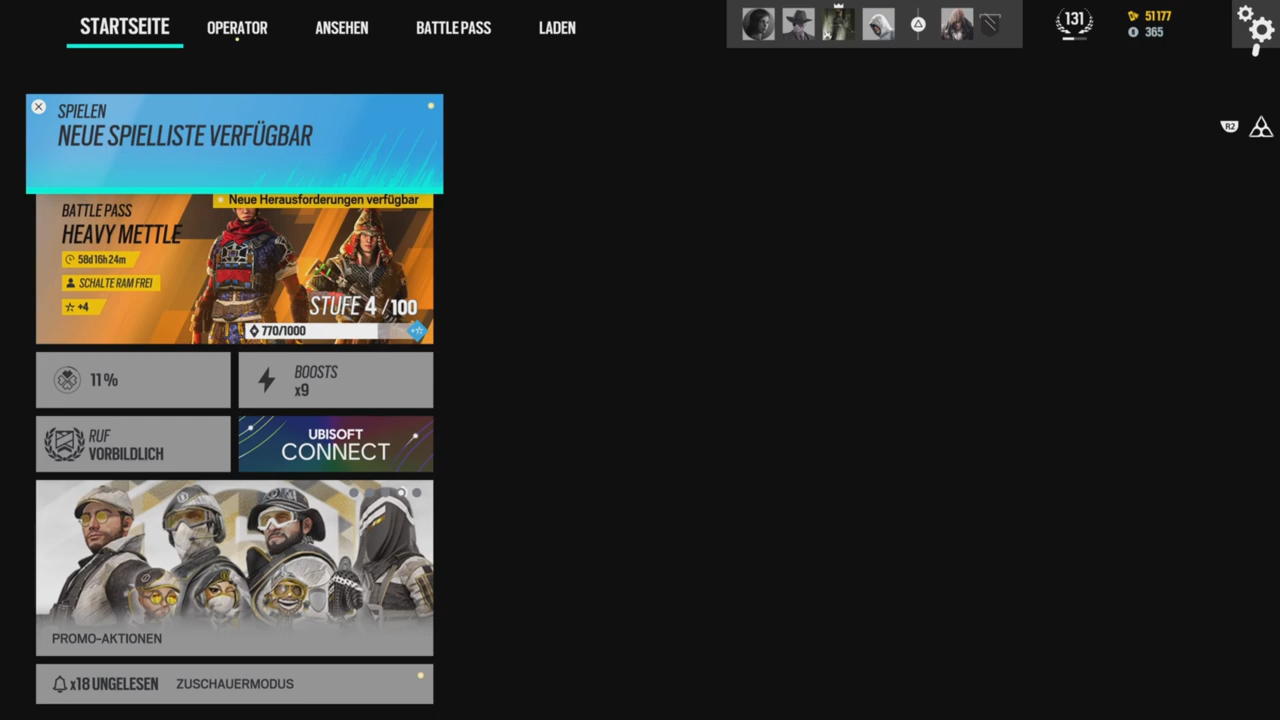 STARTSEITE
OPERATOR
ANSEHEN
BATTLE PASS
LADEN
131
51177
365
R2
SPIELEN
NEUE SPIELLISTE VERFÜGBAR
Neue Herausforderungen verfügbar
BATTLE PASS
HEAVY METTLE
58d 16h 24m
SCHALTE RAM FREI
+4
STUFE 4 /100
770/1000
11 %
BOOSTS
x9
RUF
VORBILDLICH
UBISOFT
CONNECT
PROMO-AKTIONEN
x18 UNGELESEN
ZUSCHAUERMODUS